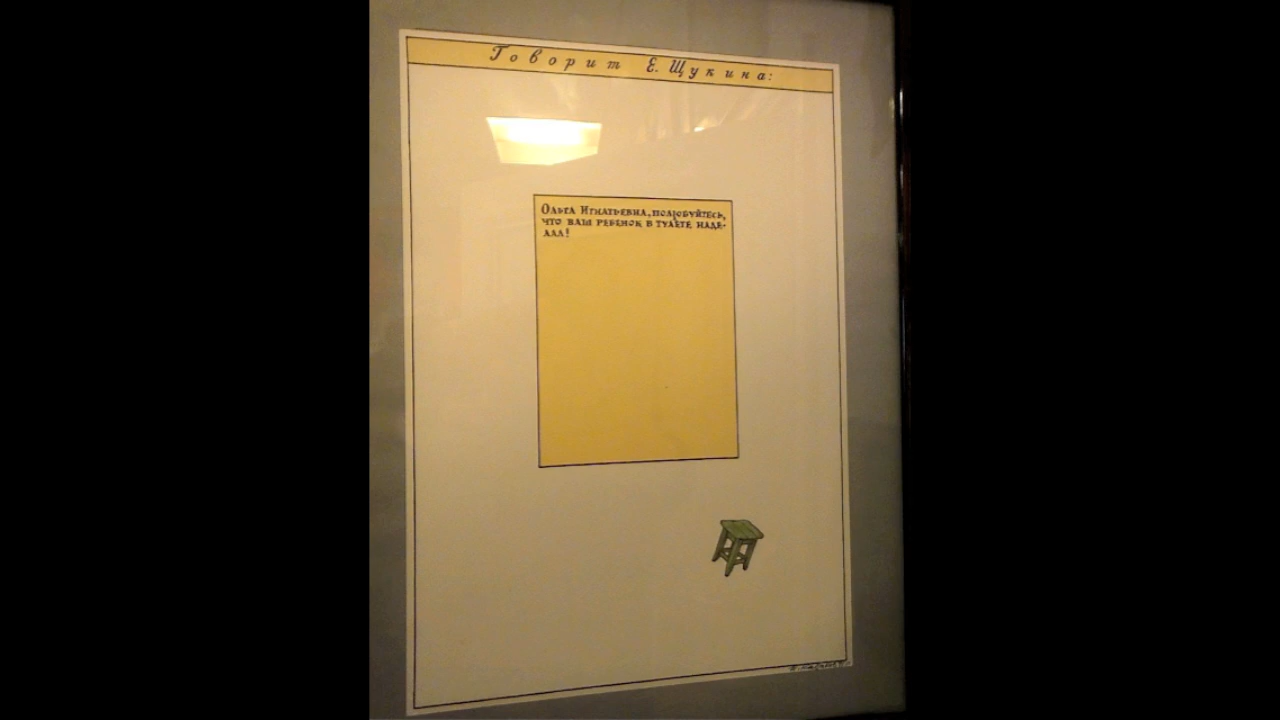 Говорит Е. Щукина:
Ольга Игнатьевна, полюбуйтесь,
что ваш ребенок в туалете наде-
лал!